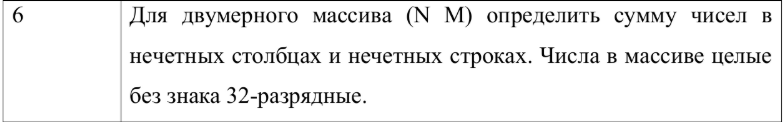 6
Для двумерного массива (N M) определить сумму чисел в
нечетных столбцах и нечетных строках. Числа в массиве целые
без знака 32-разрядные.